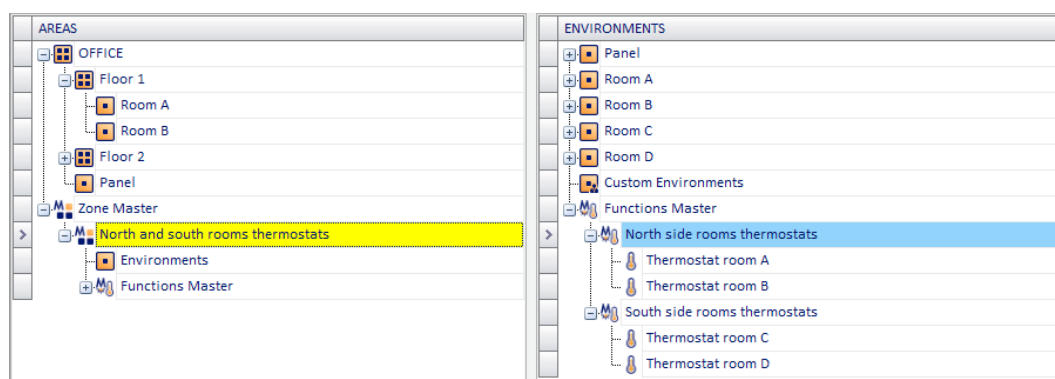 AREAS
OFFICE
Floor 1
Room A
Room B
Floor 2
Panel
Zone Master
North and south rooms thermostats
Environments
Functions Master
ENVIRONMENTS
Panel
Room A
Room B
Room C
Room D
Custom Environments
Functions Master
North side rooms thermostats
Thermostat room A
Thermostat room B
South side rooms thermostats
Thermostat room C
Thermostat room D